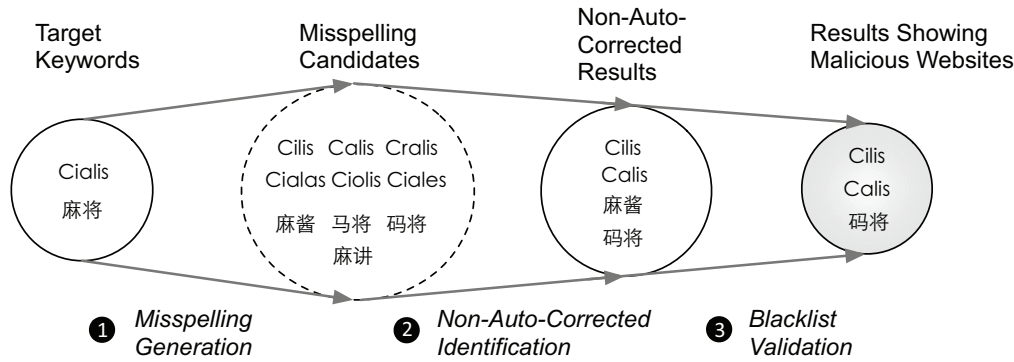 Target
Keywords
Misspelling
Candidates
Non-Auto-
Corrected
Results
Results Showing
Malicious Websites
Cialis
麻将
Cilis Calis Cralis
Cialas Ciolis Ciales
麻酱 马将 码将
麻讲
Cilis
Calis
麻酱
码将
Cilis
Calis
码将
1 Misspelling
Generation
2 Non-Auto-Corrected
Identification
3 Blacklist
Validation